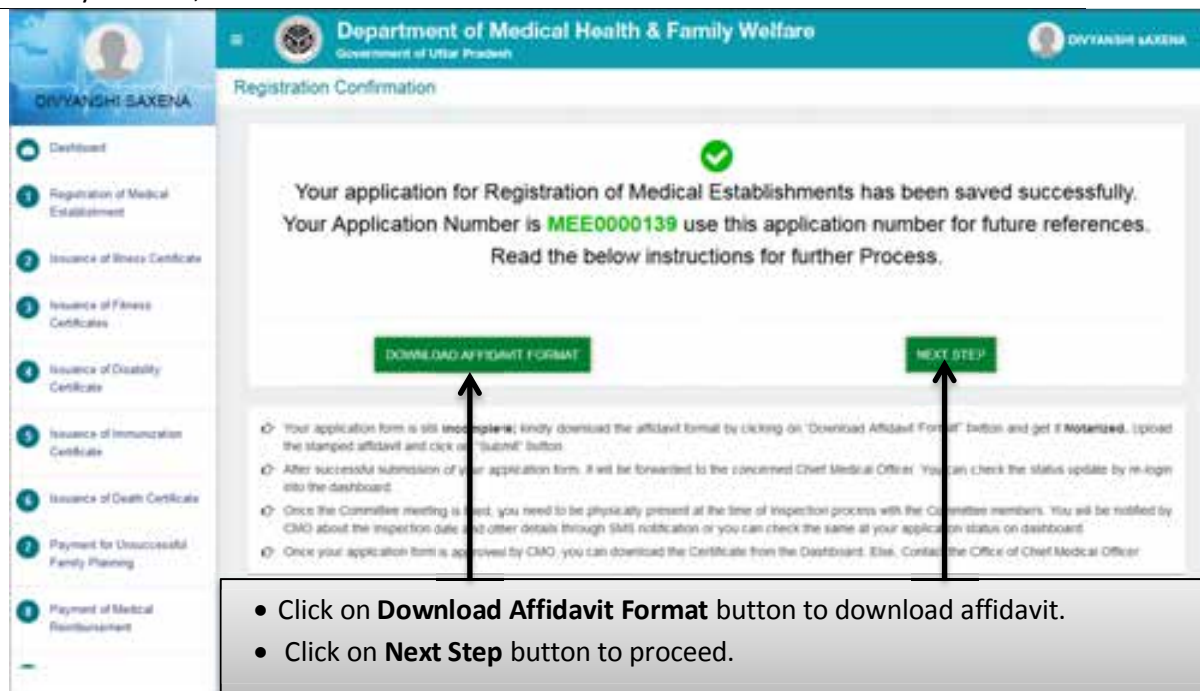 DIVYANSHI SAXENA
Department of Medical Health & Family Welfare
Government of Uttar Pradesh
DIVYANSHI SAXENA
Registration Confirmation
Dashboard
1 Registration of Medical
Establishment
2 Issuance of Illness Certificate
3 Issuance of Fitness
Certificates
4 Issuance of Disability
Certificate
5 Issuance of Immunization
Certificate
6 Issuance of Death Certificate
7 Payment for Unsuccessful
Family Planning
8 Payment of Medical
Reimbursement
Your application for Registration of Medical Establishments has been saved successfully.
Your Application Number is MEE0000139 use this application number for future references.
Read the below instructions for further Process.
DOWNLOAD AFFIDAVIT FORMAT
NEXT STEP
Your application form is still incomplete; kindly download the affidavit format by clicking on "Download Affidavit Format" button and get it Notarized. Upload
the stamped affidavit and click on "Submit" button.
After successful submission of your application form, it will be forwarded to the concerned Chief Medical Officer. You can check the status update by re-login
into the dashboard.
Once the Committee meeting is fixed, you need to be physically present at the time of inspection process with the Committee members. You will be notified by
CMO about the inspection date and other details through SMS notification or you can check the same at your application status on dashboard.
Once your application form is approved by CMO, you can download the Certificate from the Dashboard. Else, Contact the Office of Chief Medical Officer
• Click on Download Affidavit Format button to download affidavit.
• Click on Next Step button to proceed.